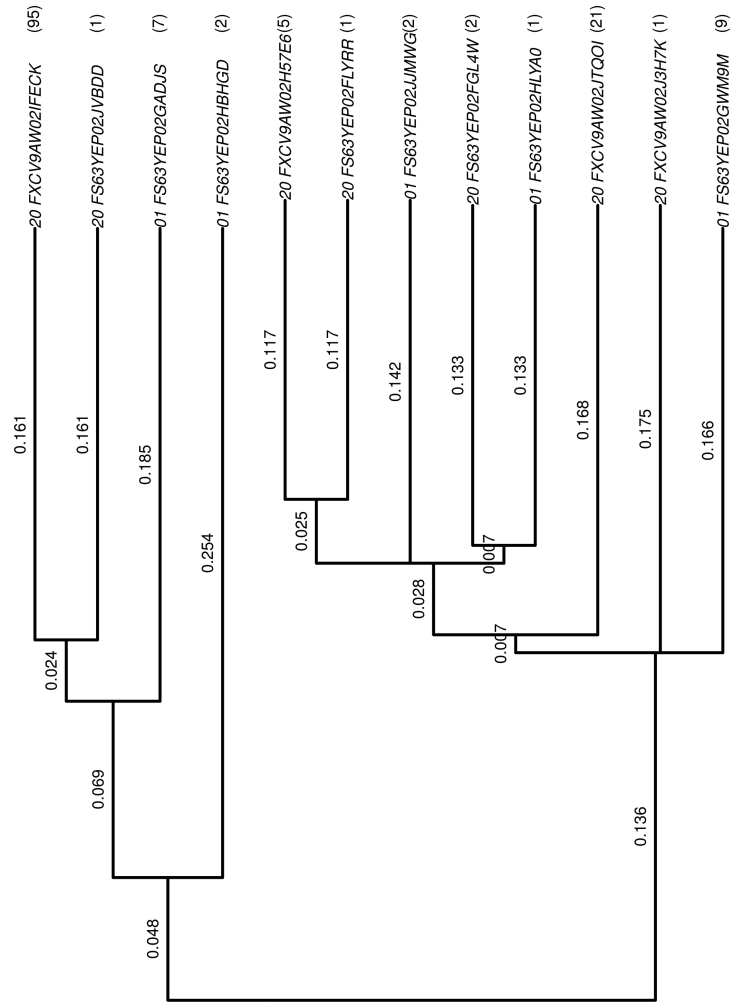 20 FXCV9AW02IFECK (95)
20 FS63YEP02JVBDD (1)
01 FS63YEP02GADJS (7)
01 FS63YEP02HBHGD (2)
20 FXCV9AW02H57E6 (5)
20 FS63YEP02FLYRR (1)
01 FS63YEP02JJMWG (2)
20 FS63YEP02FGL4W (2)
01 FS63YEP02HLYA0 (1)
20 FXCV9AW02JTQOI (21)
20 FXCV9AW02J3H7K (1)
01 FS63YEP02GWM9M (9)
0.161
0.161
0.185
0.254
0.117
0.117
0.142
0.133
0.133
0.168
0.175
0.166
0.024
0.025
0.007
0.028
0.007
0.069
0.136
0.048